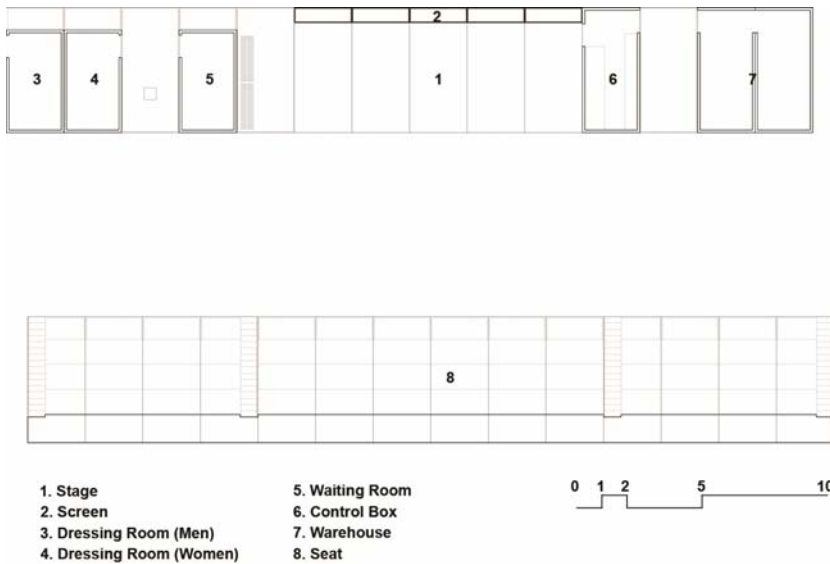 2
3
4
5
1
6
7
8
1. Stage
2. Screen
3. Dressing Room (Men)
4. Dressing Room (Women)
5. Waiting Room
6. Control Box
7. Warehouse
8. Seat
0 1 2 5 10